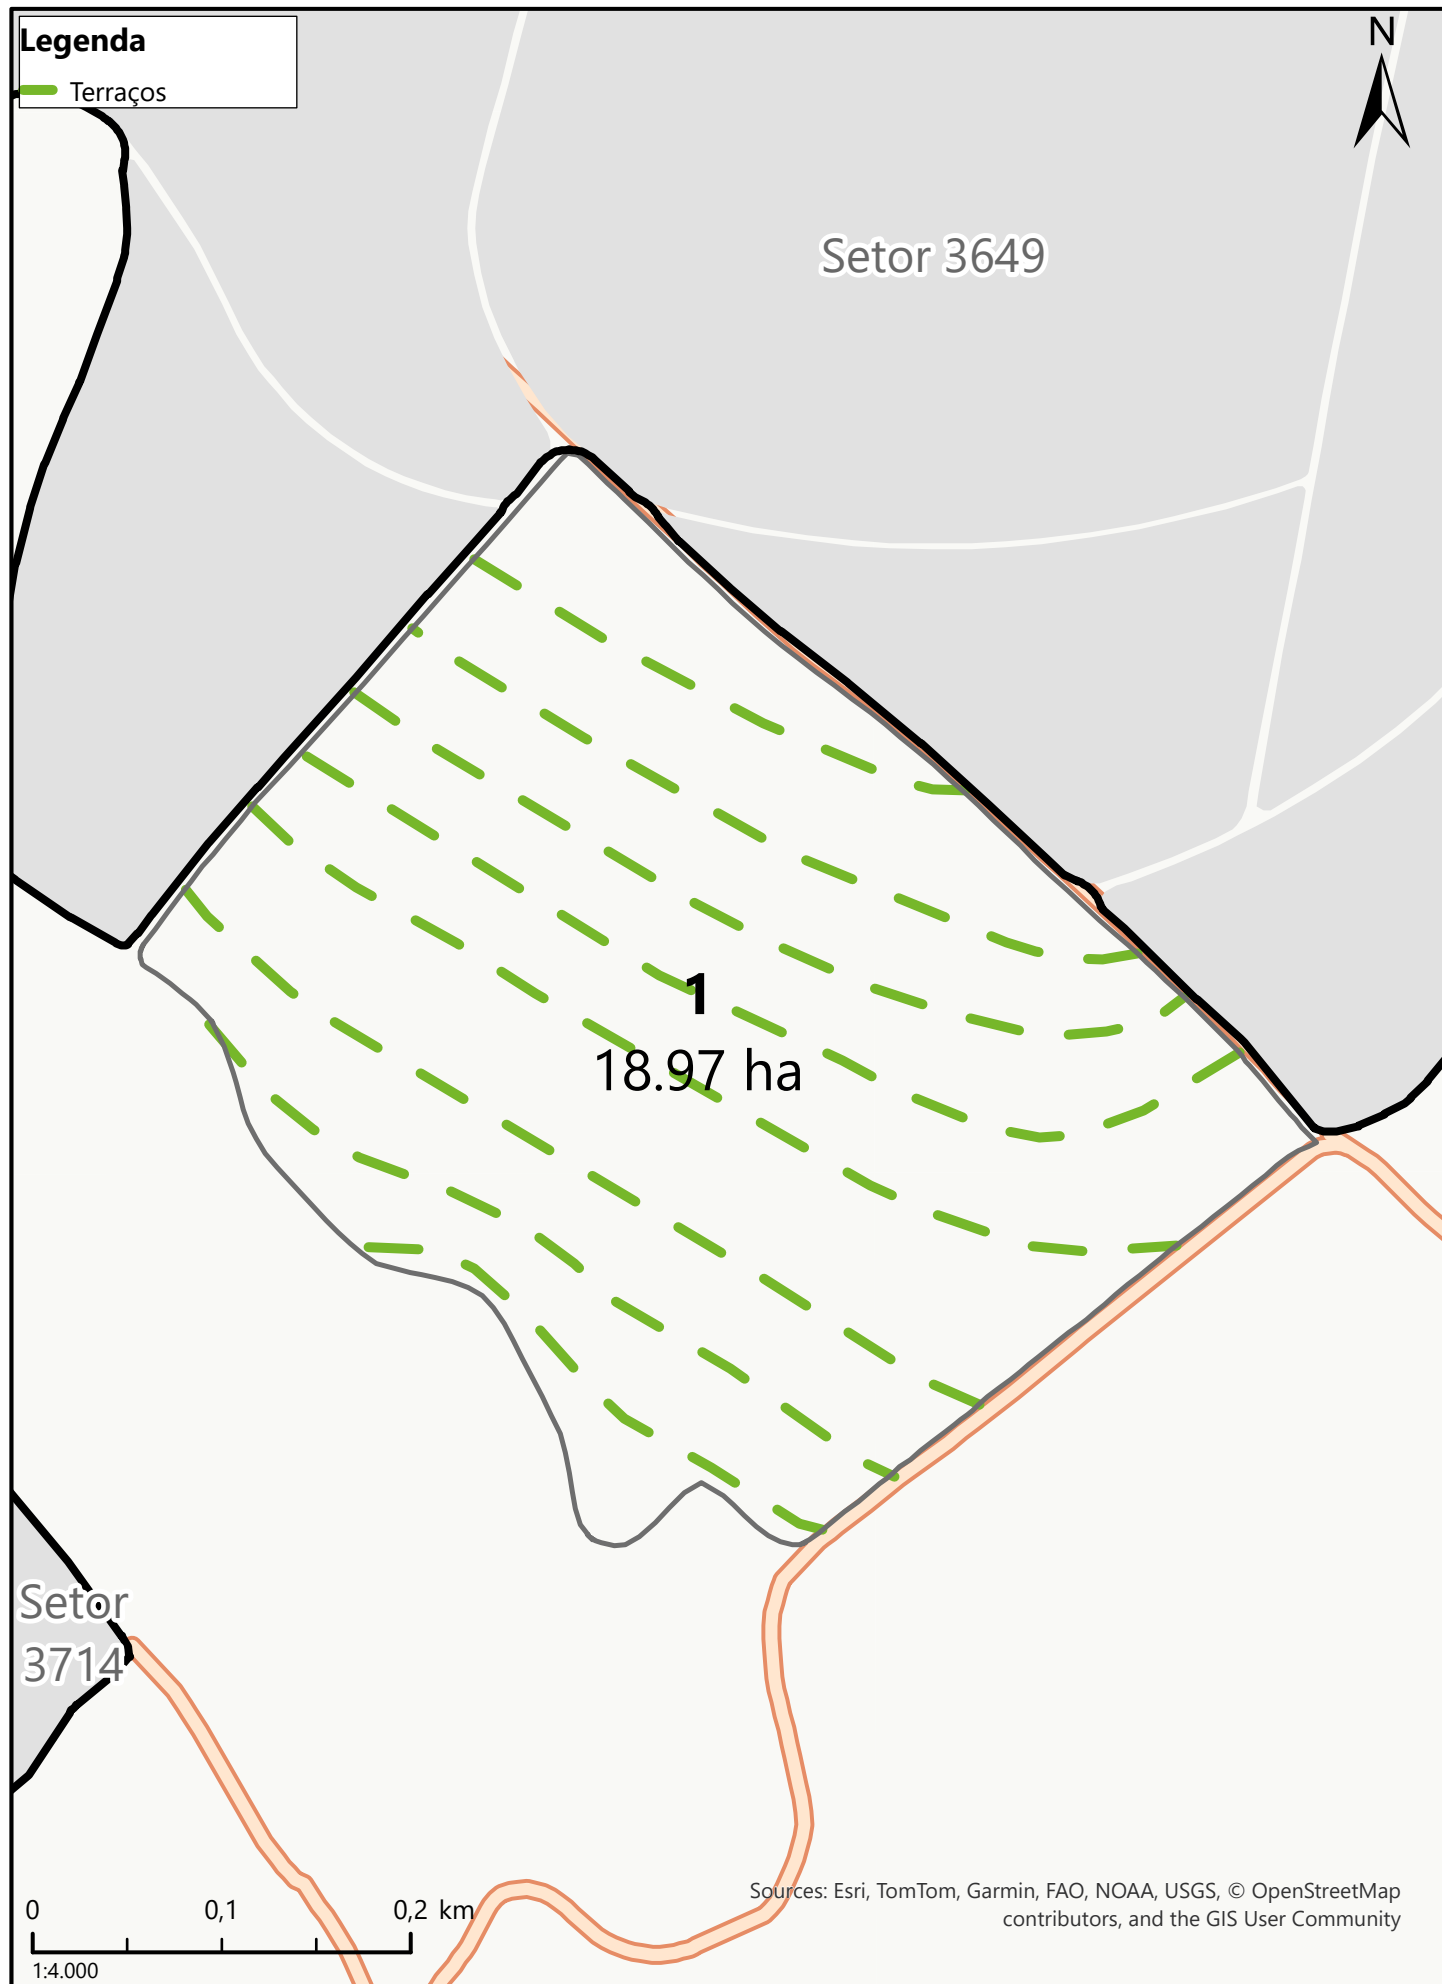 Legenda
Terraços
N
Setor 3649
1
18.97 ha
Setor
3714
0 0,1 0,2 km
1:4.000
Sources: Esri, TomTom, Garmin, FAO, NOAA, USGS, © OpenStreetMap
contributors, and the GIS User Community